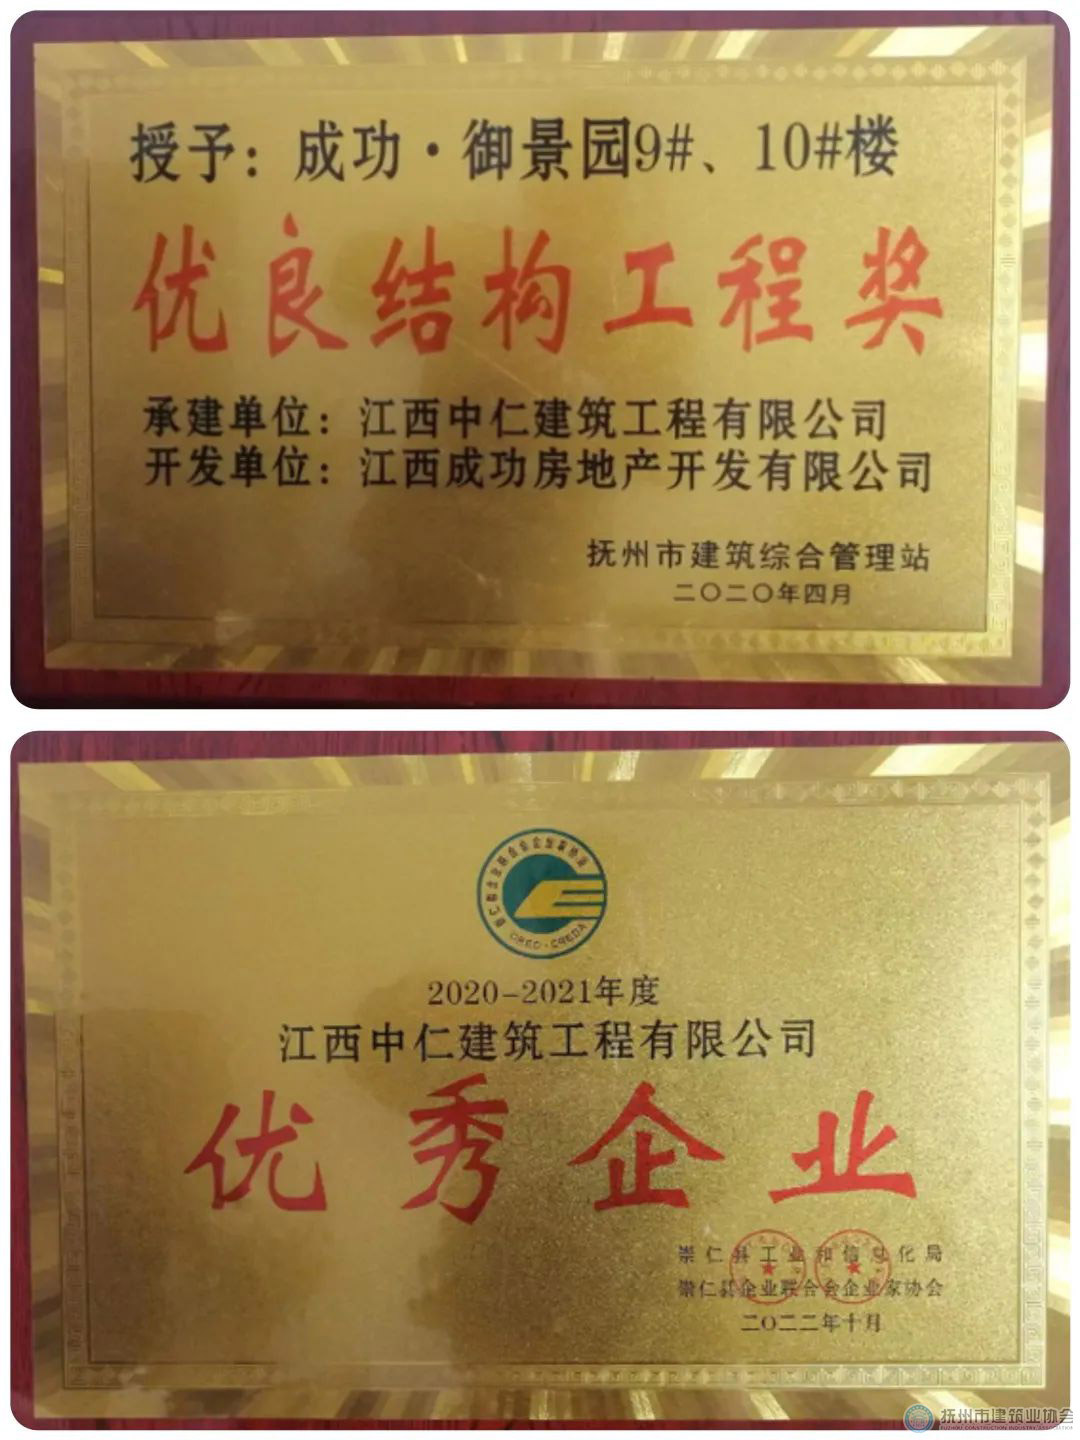 授予：成功·御景园9#、10#楼
优良结构工程奖
承建单位：江西中仁建筑工程有限公司
开发单位：江西成功房地产开发有限公司
抚州市建筑综合管理站
二〇二〇年四月
2020-2021年度
江西中仁建筑工程有限公司
优秀企业
崇仁县工业和信息化局
崇仁县企业联合会企业家协会
二〇二二年十月
抚州市建筑业协会
FUZHOU CONSTRUCTION INDUSTRY ASSOCIATION